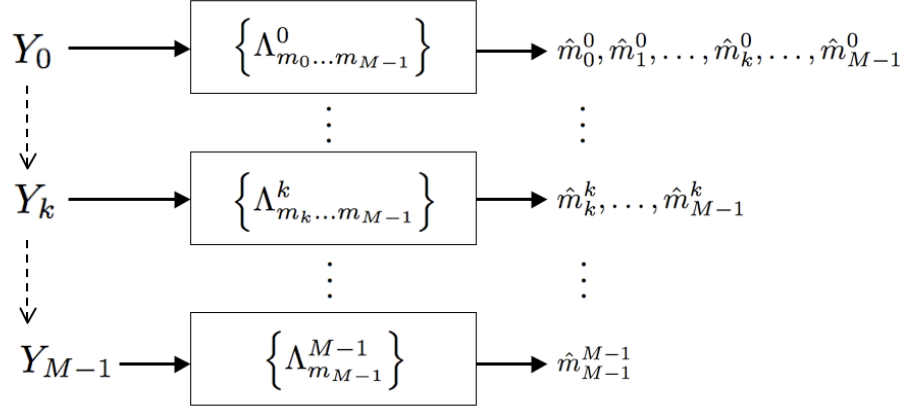 Y_0 {Λ^0_{m_0…m_{M−1}}} m̂^0_0, m̂^0_1, …, m̂^0_k, …, m̂^0_{M−1}
⋮ ⋮
Y_k {Λ^k_{m_k…m_{M−1}}} m̂^k_k, …, m̂^k_{M−1}
⋮ ⋮
Y_{M−1} {Λ^{M−1}_{m_{M−1}}} m̂^{M−1}_{M−1}